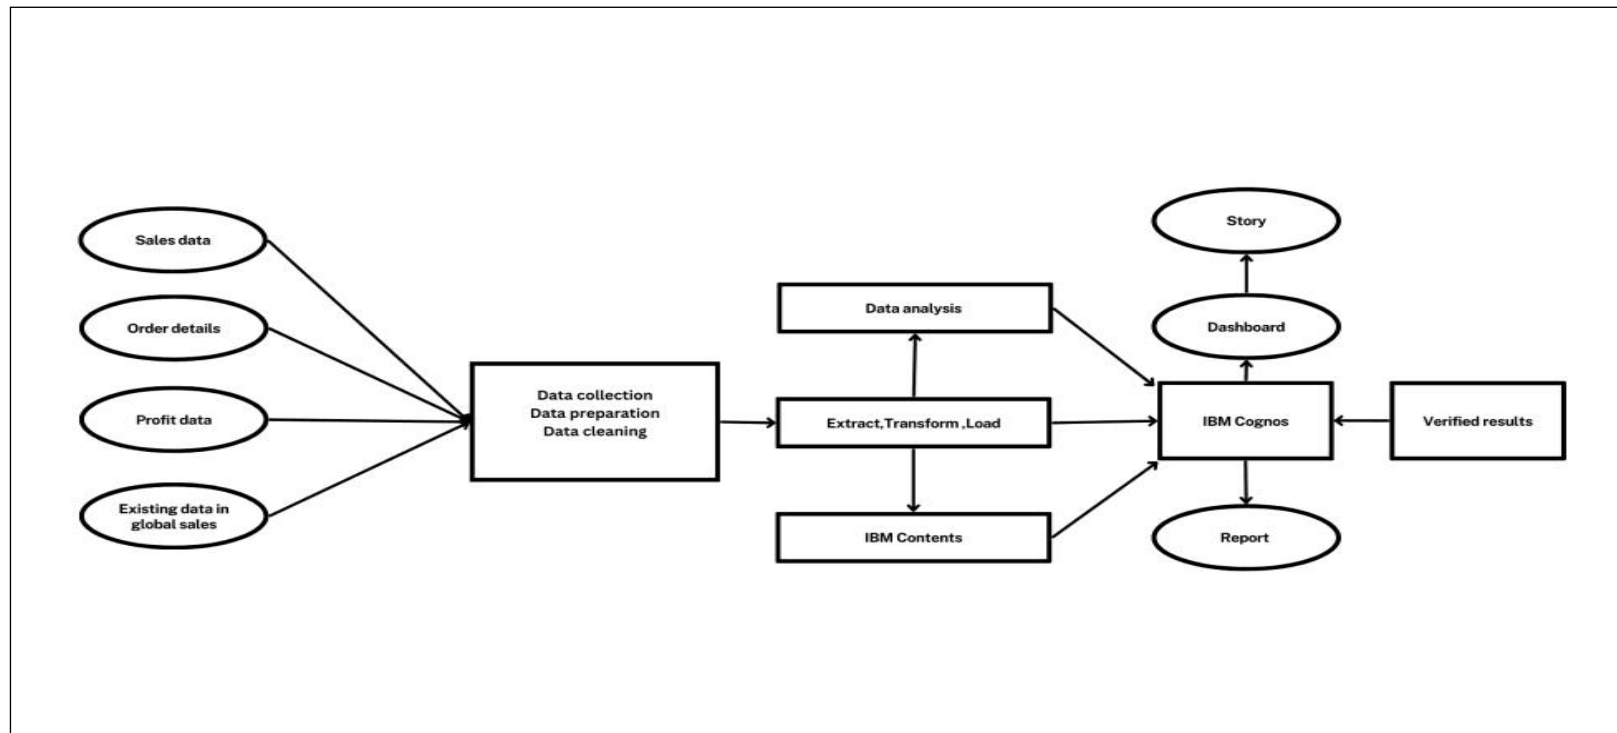 Sales data
Order details
Profit data
Existing data in
global sales
Data collection
Data preparation
Data cleaning
Data analysis
Extract,Transform ,Load
IBM Contents
Story
Dashboard
IBM Cognos
Report
Verified results